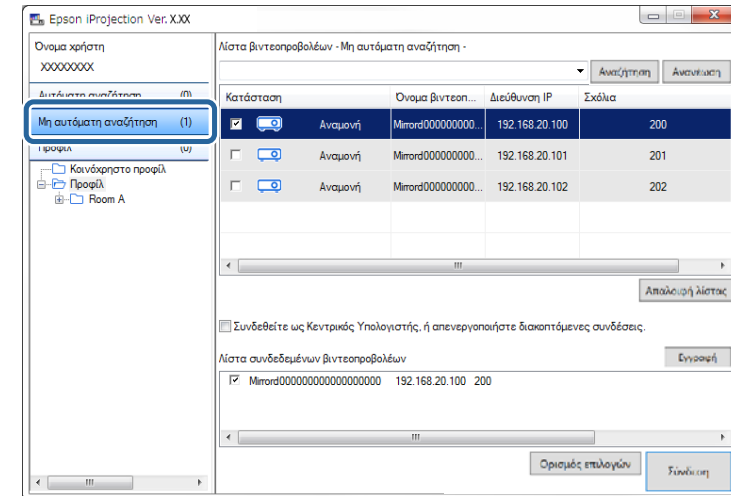 Epson iProjection Ver. X.XX
Όνομα χρήστη
XXXXXXXX
Αυτόματη αναζήτηση (0)
Μη αυτόματη αναζήτηση (1)
Προφίλ (0)
Κοινόχρηστο προφίλ
Προφίλ
Room A
Λίστα βιντεοπροβολέων - Μη αυτόματη αναζήτηση -
Αναζήτηση Ανανέωση
Κατάσταση Όνομα βιντεοπ... Διεύθυνση IP Σχόλια
Αναμονή Mirrord000000000... 192.168.20.100 200
Αναμονή Mirrord000000000... 192.168.20.101 201
Αναμονή Mirrord000000000... 192.168.20.102 202
Απαλοιφή λίστας
Συνδεθείτε ως Κεντρικός Υπολογιστής, ή απενεργοποιήστε διακοπτόμενες συνδέσεις.
Λίστα συνδεδεμένων βιντεοπροβολέων Εγγραφή
Mirrord000000000000000000 192.168.20.100 200
Ορισμός επιλογών Σύνδεση